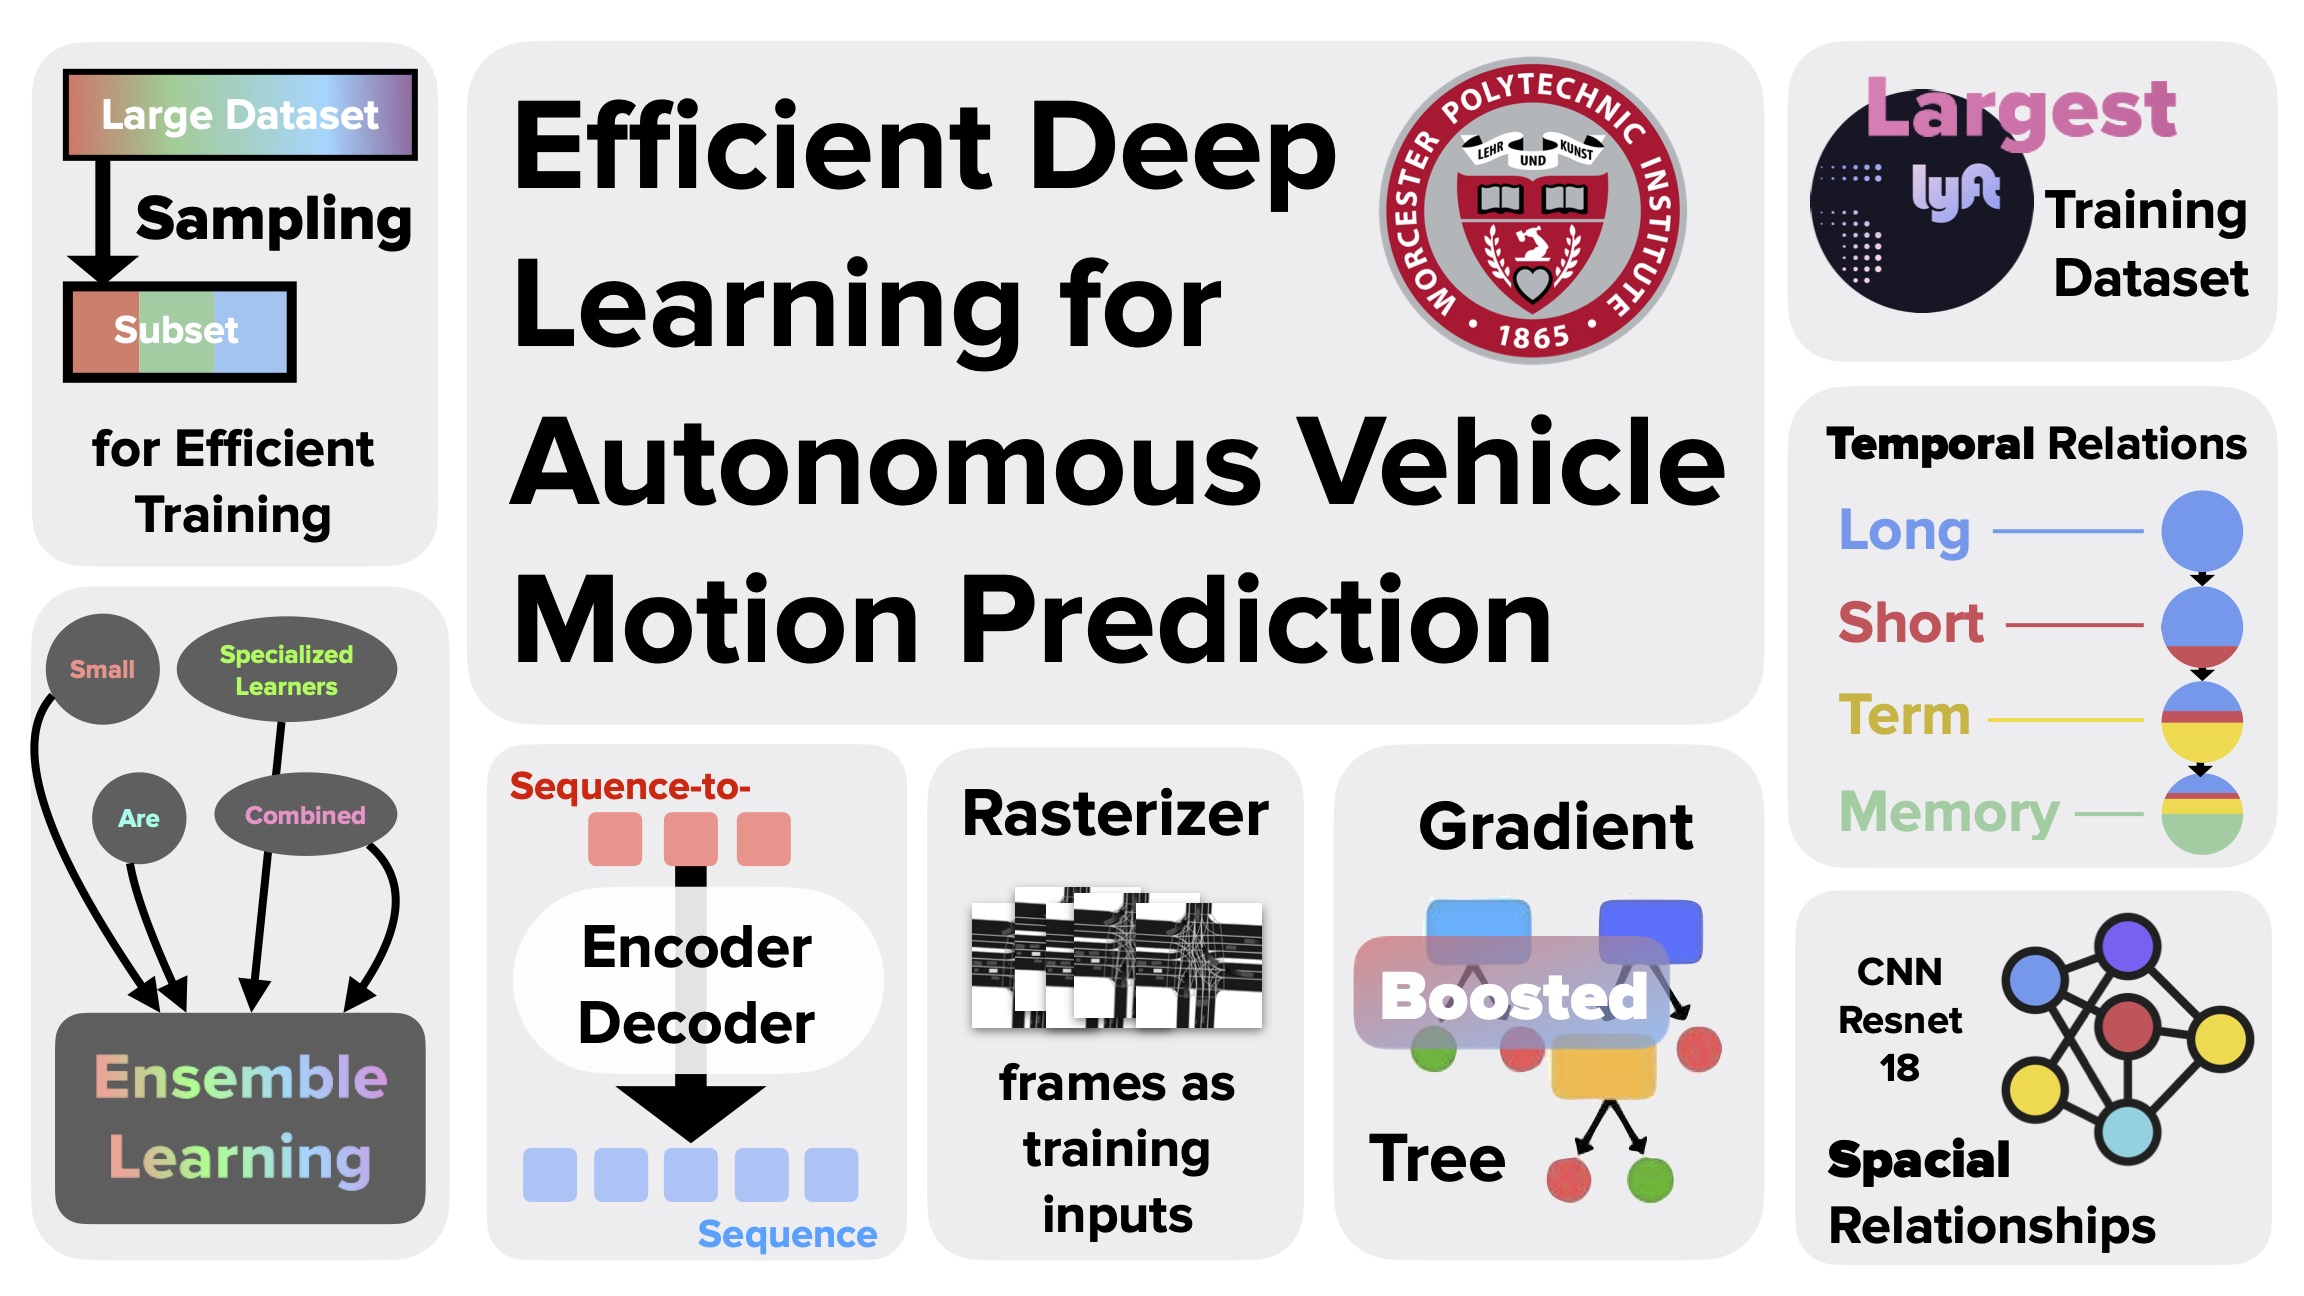 Large Dataset
Sampling
Subset
for Efficient
Training
Efficient Deep
Learning for
Autonomous Vehicle
Motion Prediction
WORCESTER POLYTECHNIC INSTITUTE
LEHR UND KUNST
• 1865 •
Largest
lyft
Training
Dataset
Temporal Relations
Long
Short
Term
Memory
Small
Specialized
Learners
Are
Combined
Ensemble
Learning
Sequence-to-
Encoder
Decoder
Sequence
Rasterizer
frames as
training
inputs
Gradient
Boosted
Tree
CNN
Resnet
18
Spacial
Relationships